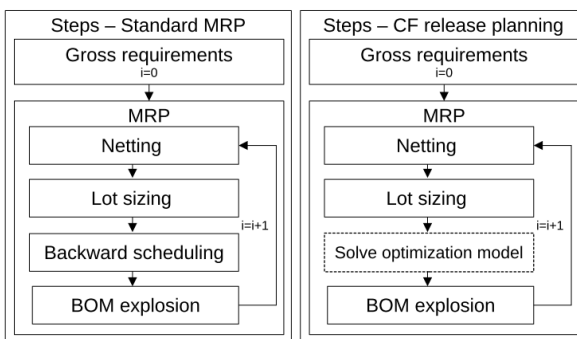 Steps – Standard MRP
Gross requirements
i=0
MRP
Netting
Lot sizing
i=i+1
Backward scheduling
BOM explosion
Steps – CF release planning
Gross requirements
i=0
MRP
Netting
Lot sizing
i=i+1
Solve optimization model
BOM explosion